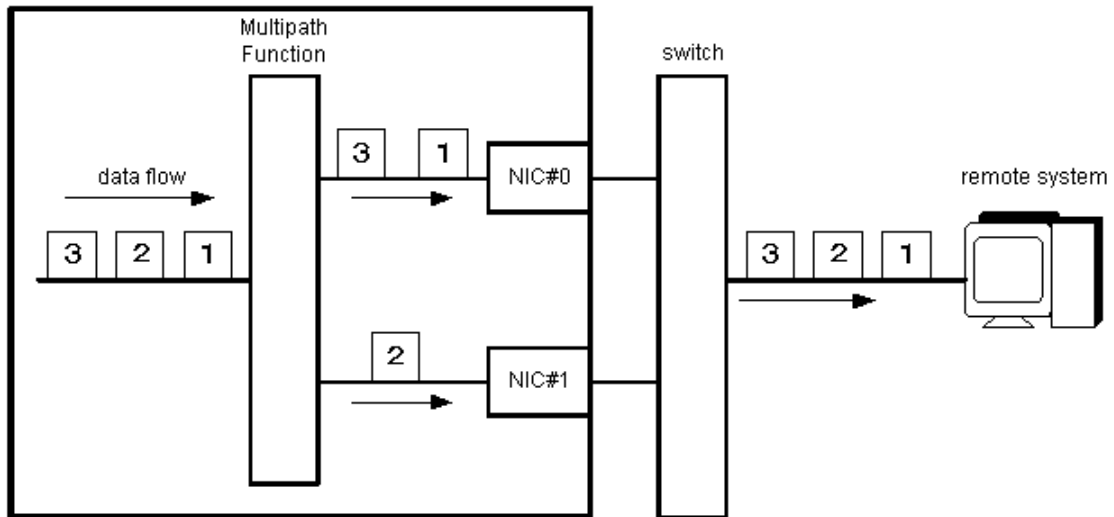 Multipath
Function
switch
data flow
3 2 1
3 1
NIC#0
2
NIC#1
3 2 1
remote system